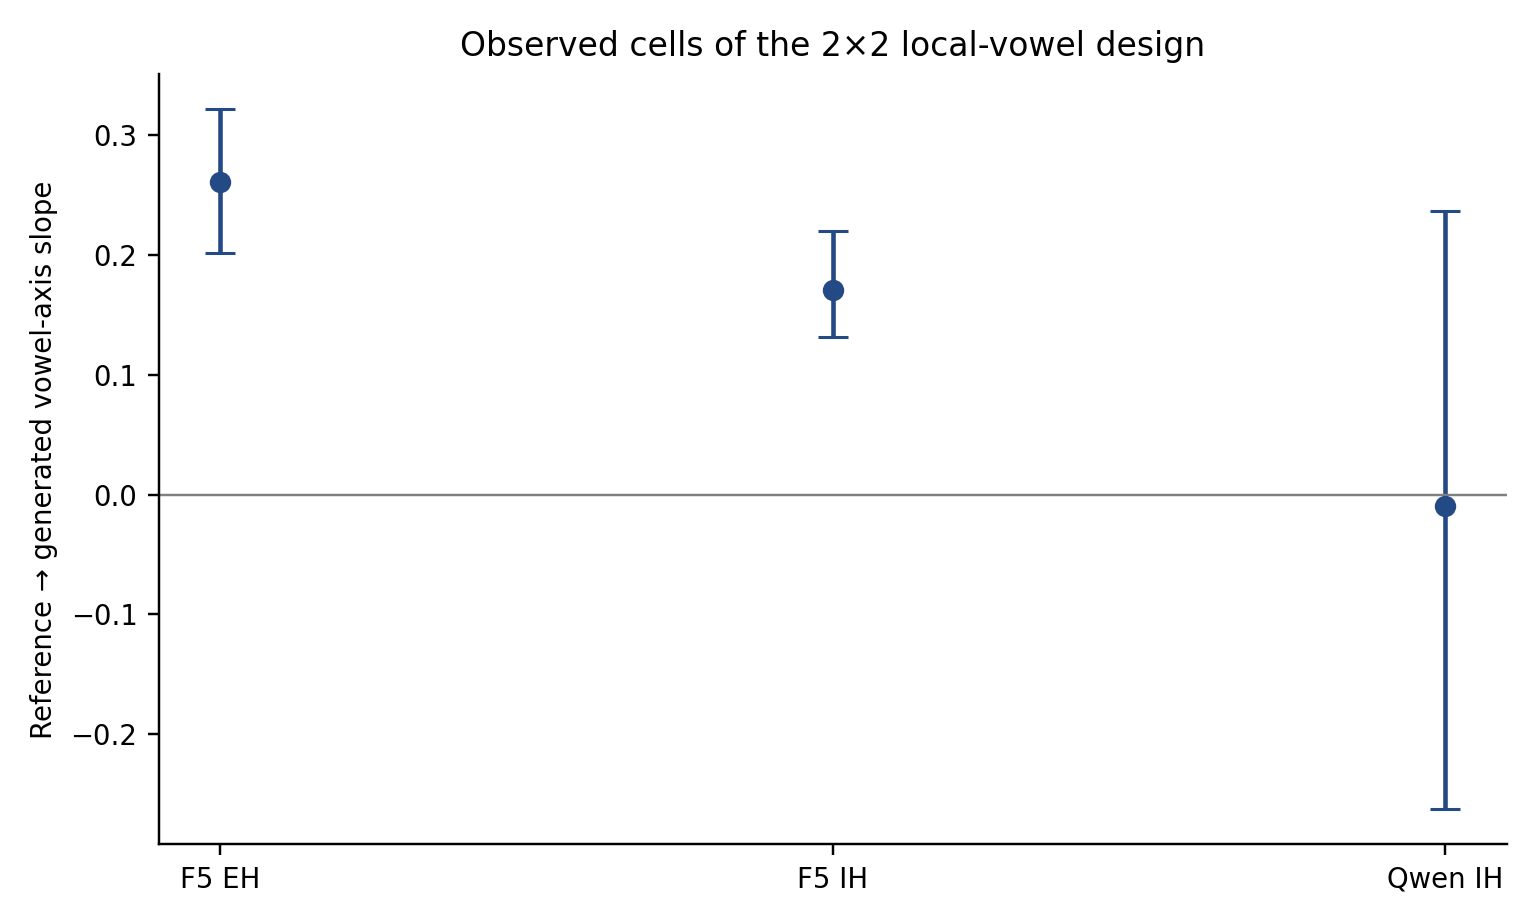 Observed cells of the 2×2 local-vowel design
Reference → generated vowel-axis slope
0.3
0.2
0.1
0.0
−0.1
−0.2
F5 EH
F5 IH
Qwen IH